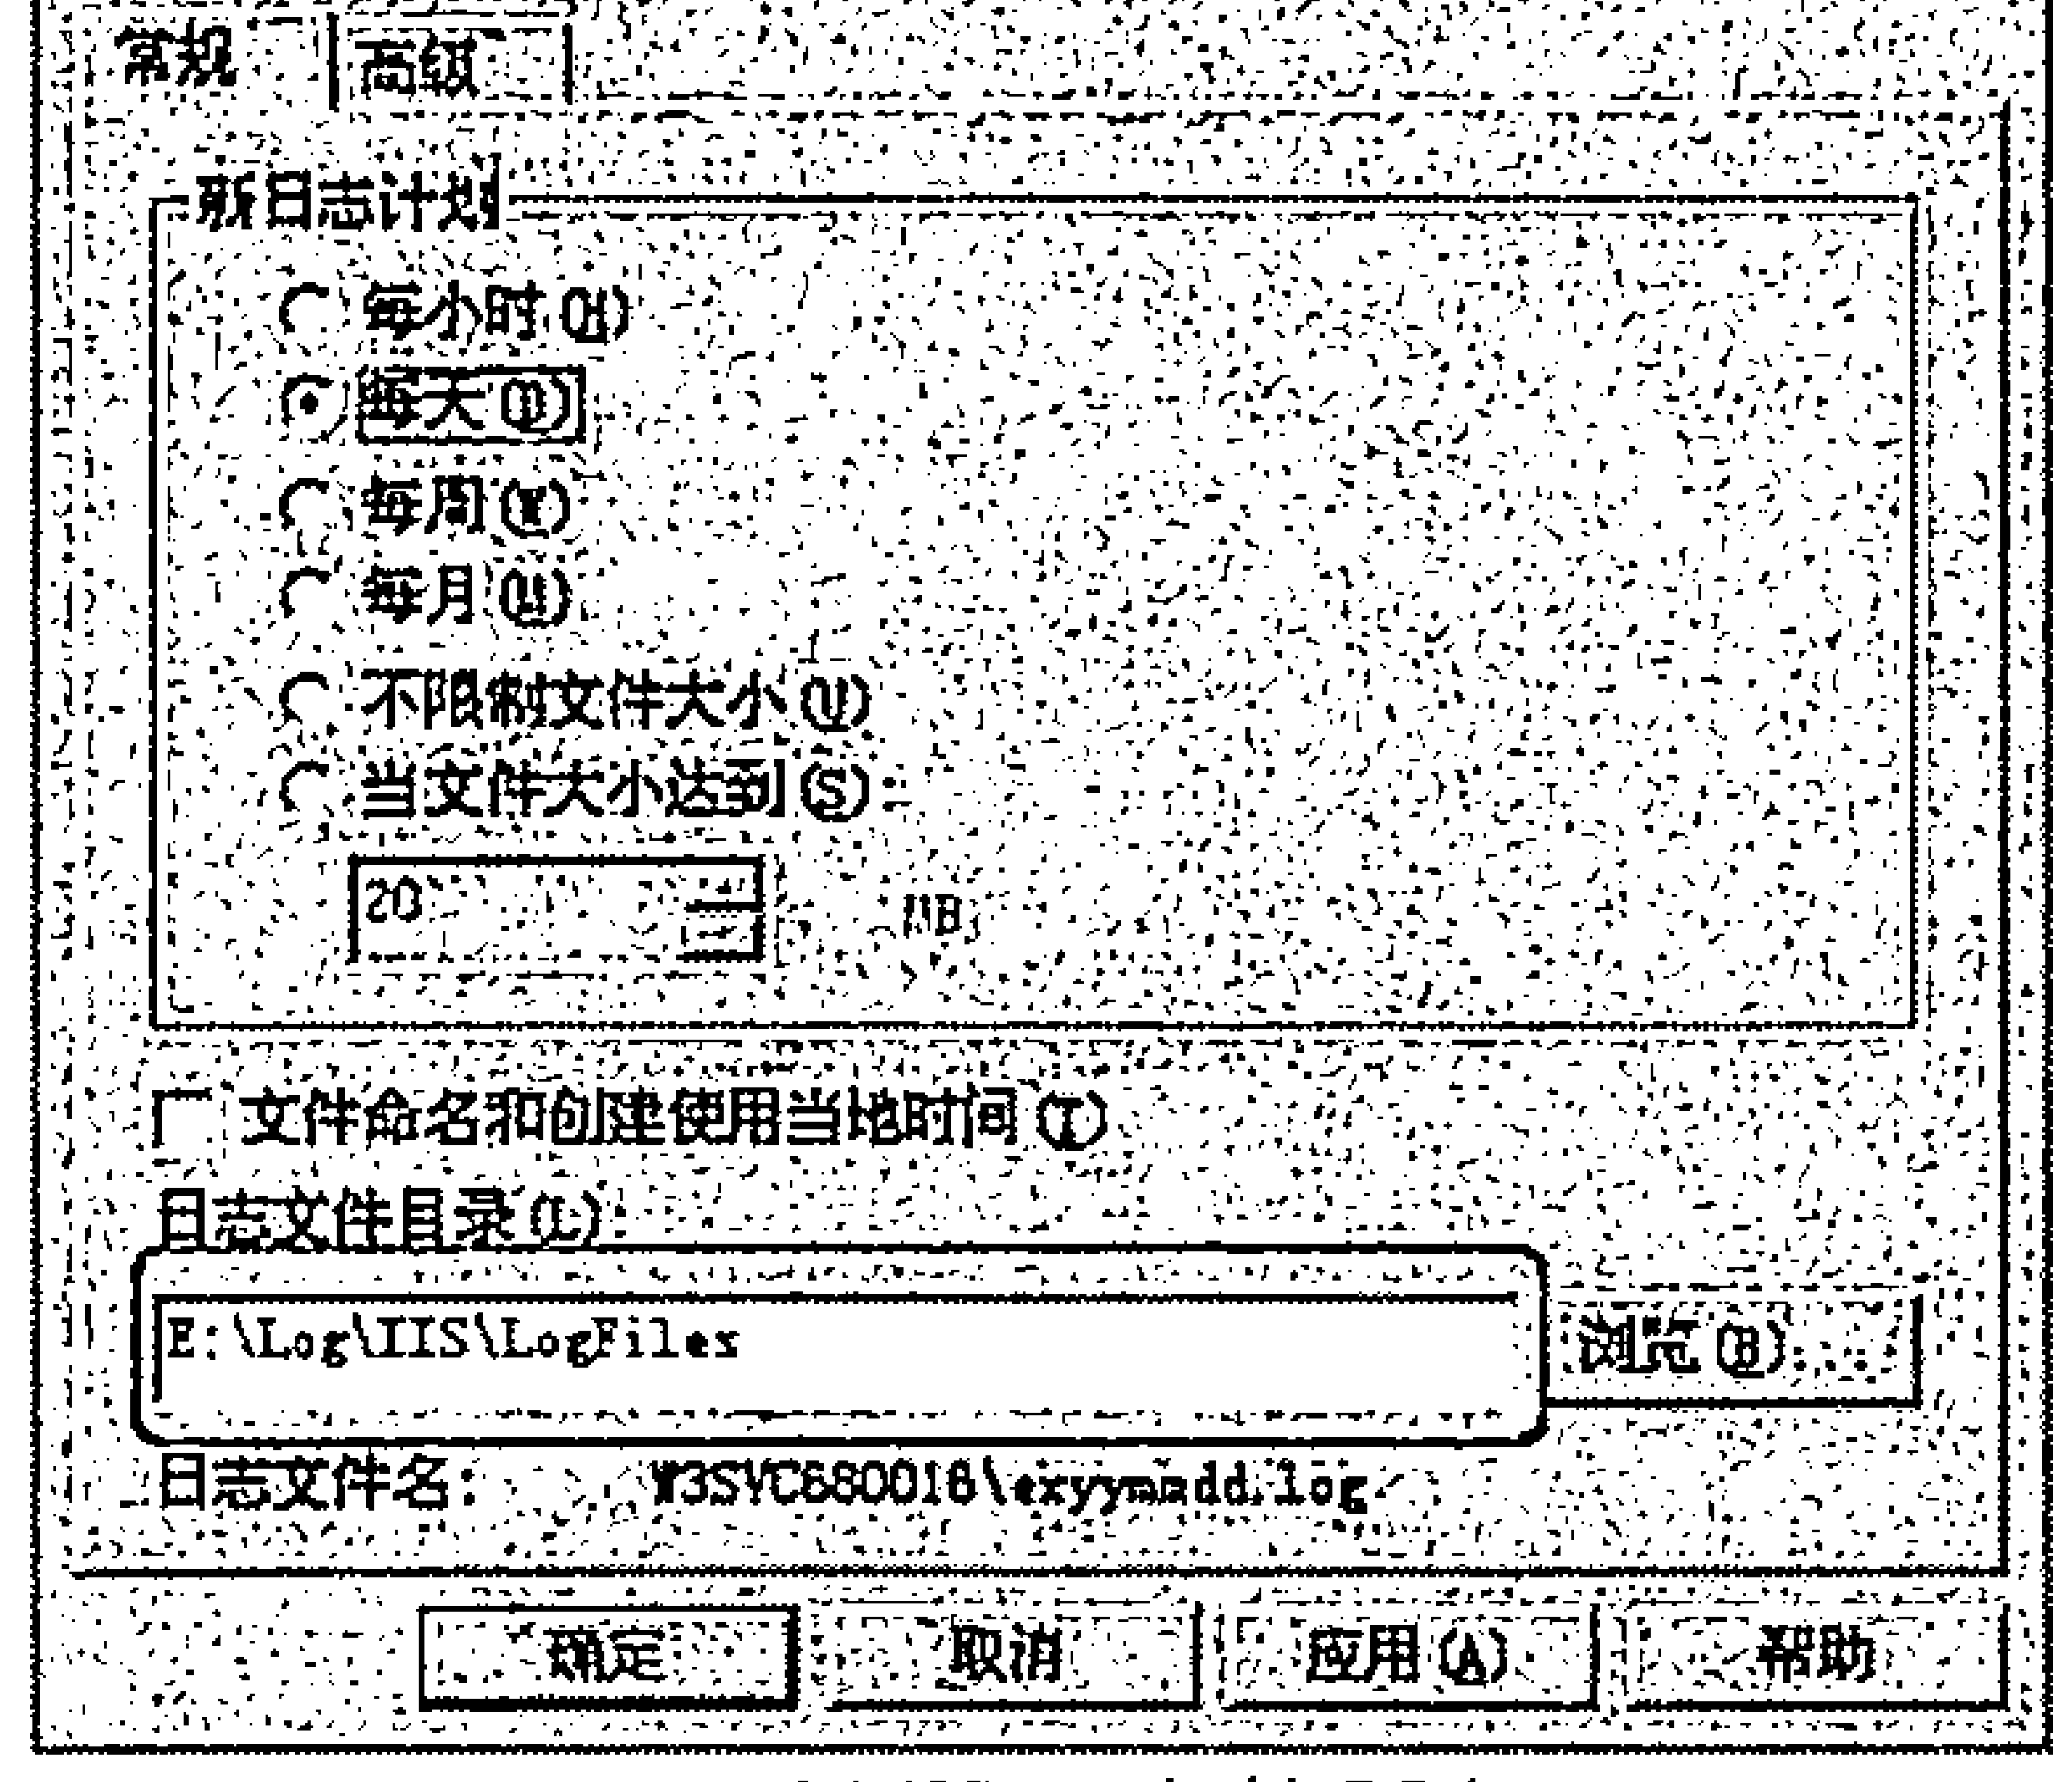 常规 高级
新日志计划
每小时(H)
每天(D)
每周(W)
每月(M)
不限制文件大小(U)
当文件大小达到(S):
20 MB
文件命名和创建使用当地时间(T)
日志文件目录(L):
E:\Log\IIS\LogFiles
浏览(B)
日志文件名: W3SVC680018\exyymmdd.log
确定 取消 应用(A) 帮助